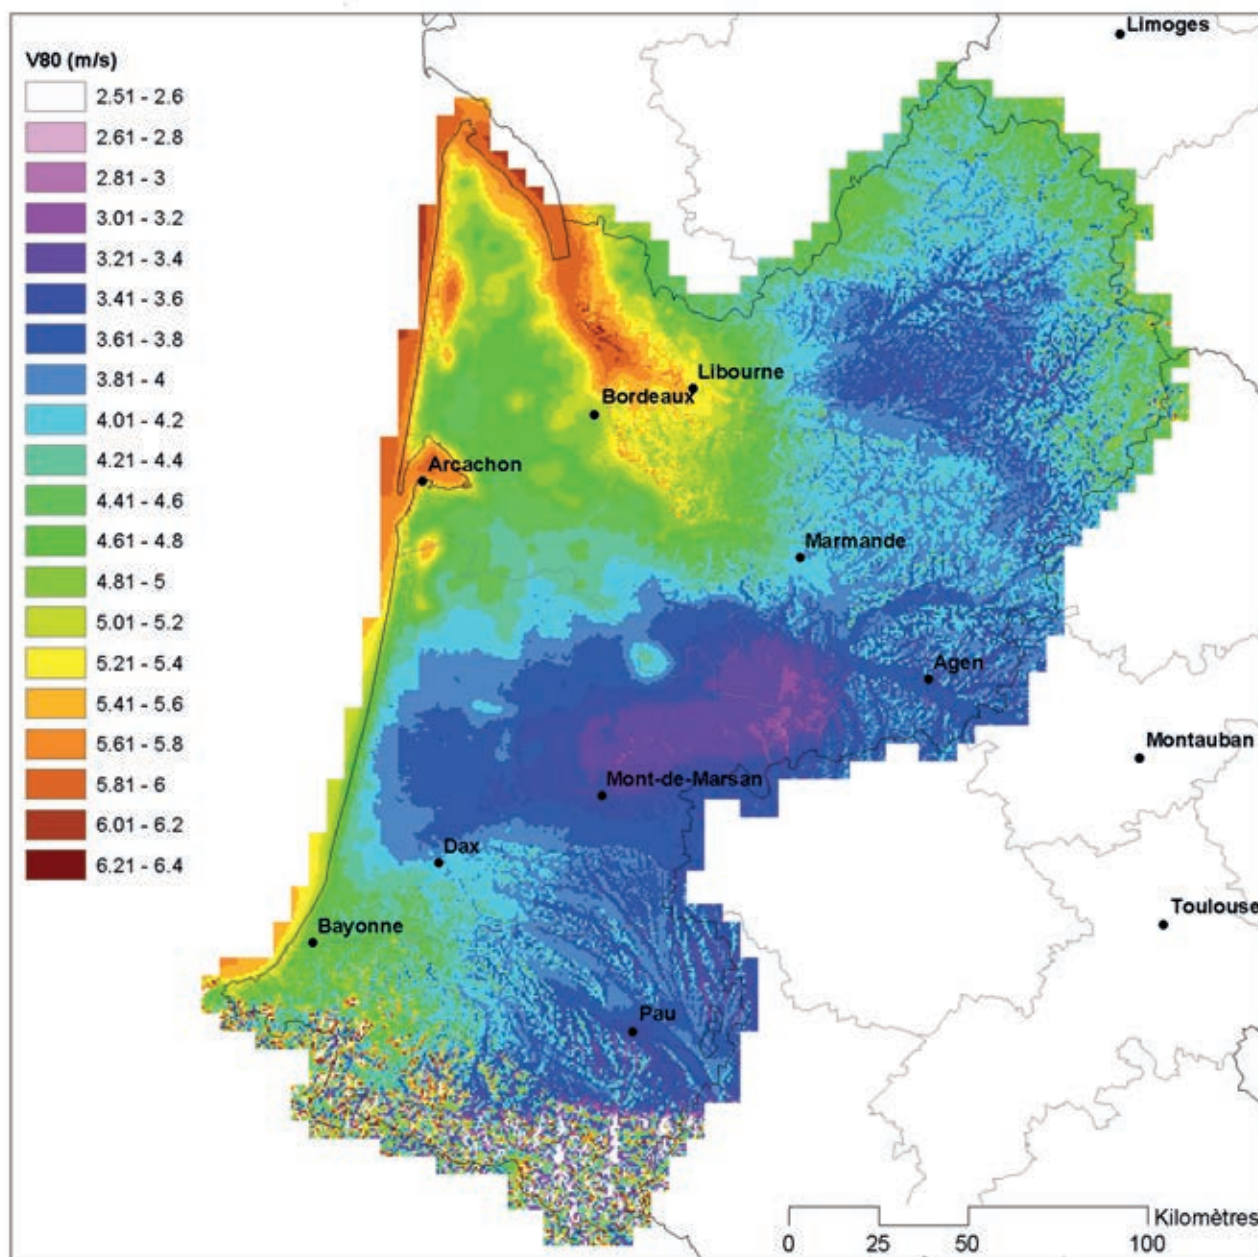 V80 (m/s)
2.51 - 2.6
2.61 - 2.8
2.81 - 3
3.01 - 3.2
3.21 - 3.4
3.41 - 3.6
3.61 - 3.8
3.81 - 4
4.01 - 4.2
4.21 - 4.4
4.41 - 4.6
4.61 - 4.8
4.81 - 5
5.01 - 5.2
5.21 - 5.4
5.41 - 5.6
5.61 - 5.8
5.81 - 6
6.01 - 6.2
6.21 - 6.4
Limoges
Libourne
Bordeaux
Arcachon
Marmande
Agen
Montauban
Mont-de-Marsan
Dax
Toulouse
Bayonne
Pau
Kilomètres
0 25 50 100